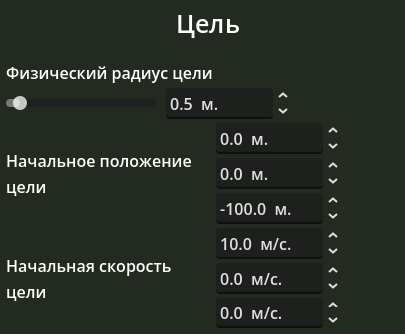 Цель
Физический радиус цели
0.5 м.
0.0 м.
Начальное положение
цели
0.0 м.
-100.0 м.
10.0 м/с.
Начальная скорость
цели
0.0 м/с.
0.0 м/с.